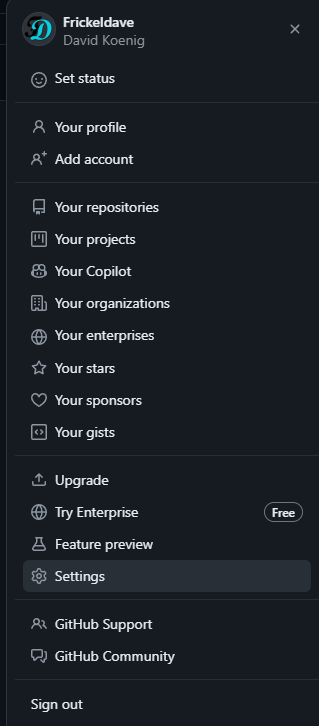 Frickeldave
David Koenig
Set status
Your profile
Add account
Your repositories
Your projects
Your Copilot
Your organizations
Your enterprises
Your stars
Your sponsors
Your gists
Upgrade
Try Enterprise Free
Feature preview
Settings
GitHub Support
GitHub Community
Sign out